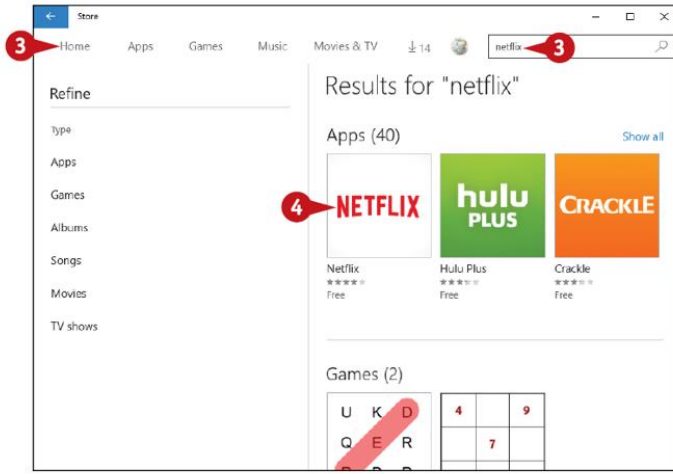 Store
3 Home Apps Games Music Movies & TV 14 netflix 3
Refine
Type
Apps
Games
Albums
Songs
Movies
TV shows
Results for "netflix"
Apps (40) Show all
4 NETFLIX hulu PLUS CRACKLE
Netflix Hulu Plus Crackle
Free Free Free
Games (2)
U K D 4 9
Q E R 7